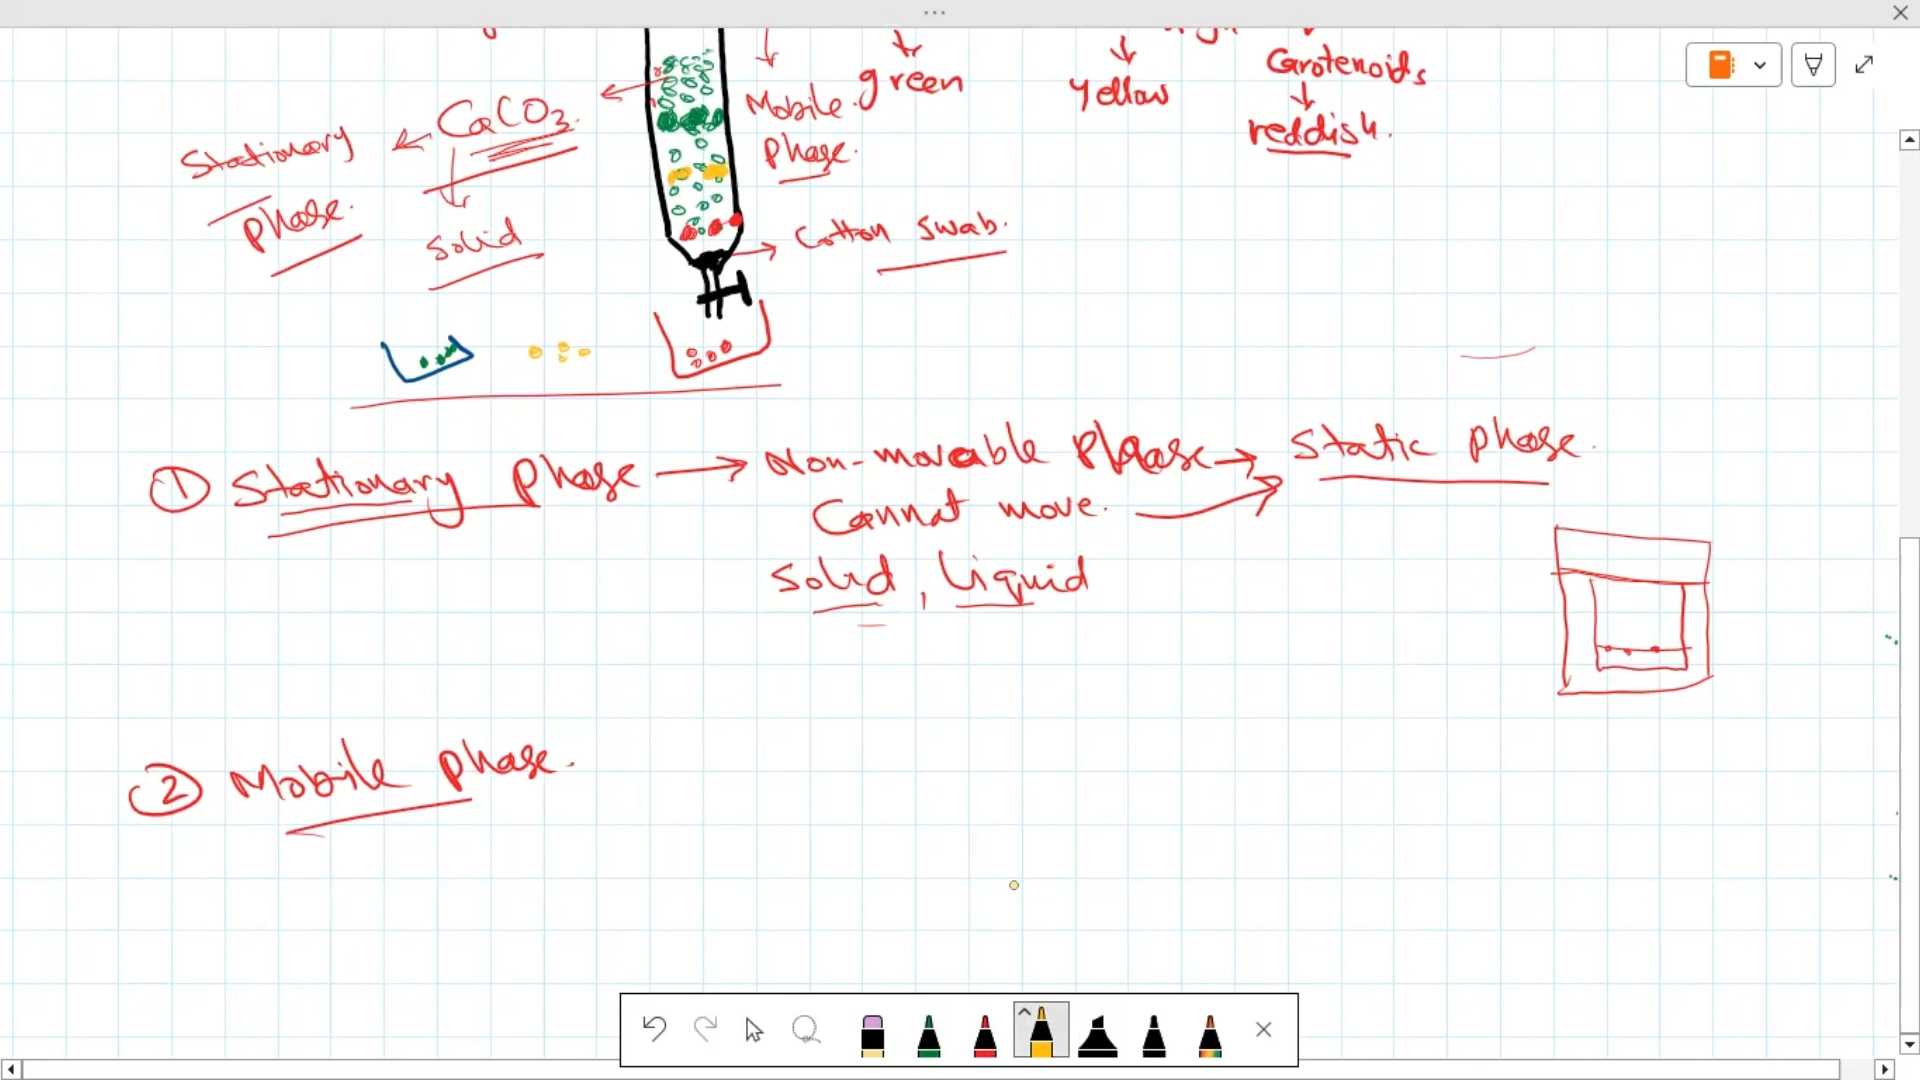 green
yellow
Carotenoids
reddish.
Mobile
phase.
CaCO3.
Stationary
phase.
solid
Cotton swab.
① Stationary phase → Non-movable phase → Static phase.
Cannot move.
solid, liquid
② Mobile phase.